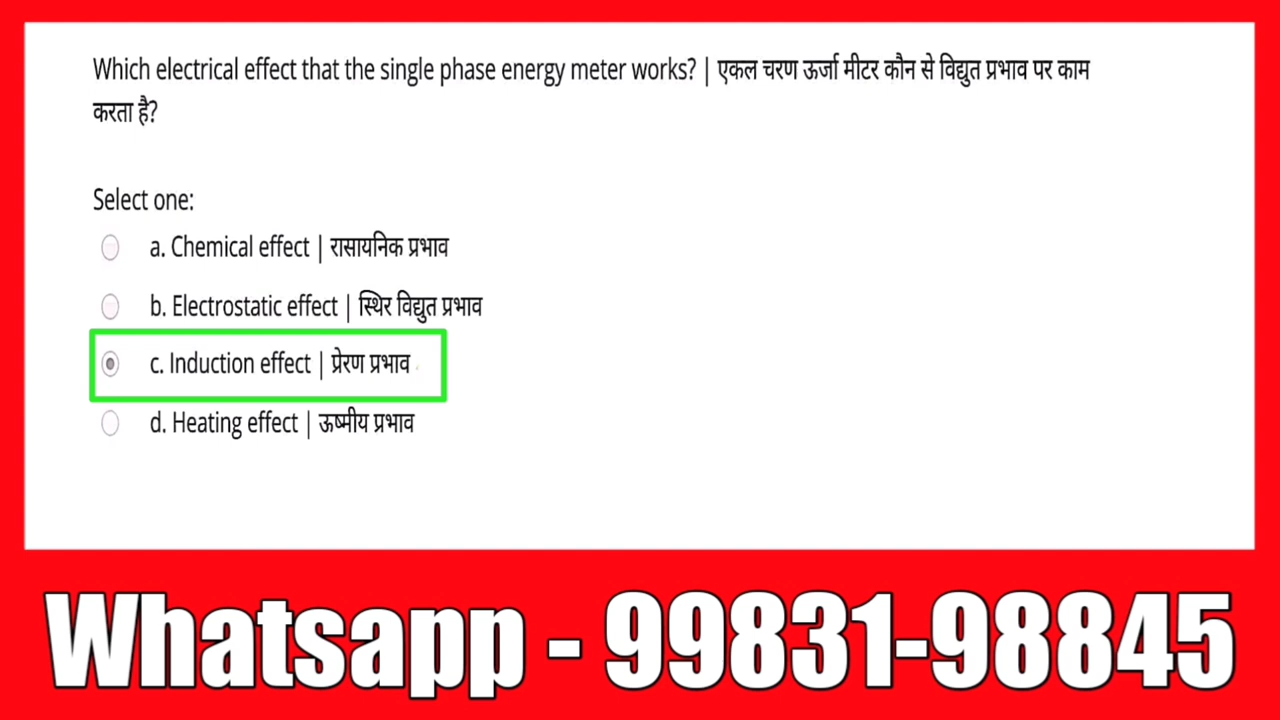 Which electrical effect that the single phase energy meter works? | एकल चरण ऊर्जा मीटर कौन से विद्युत प्रभाव पर काम
करता है?
Select one:
a. Chemical effect | रासायनिक प्रभाव
b. Electrostatic effect | स्थिर विद्युत प्रभाव
c. Induction effect | प्रेरण प्रभाव
d. Heating effect | ऊष्मीय प्रभाव
Whatsapp - 99831-98845